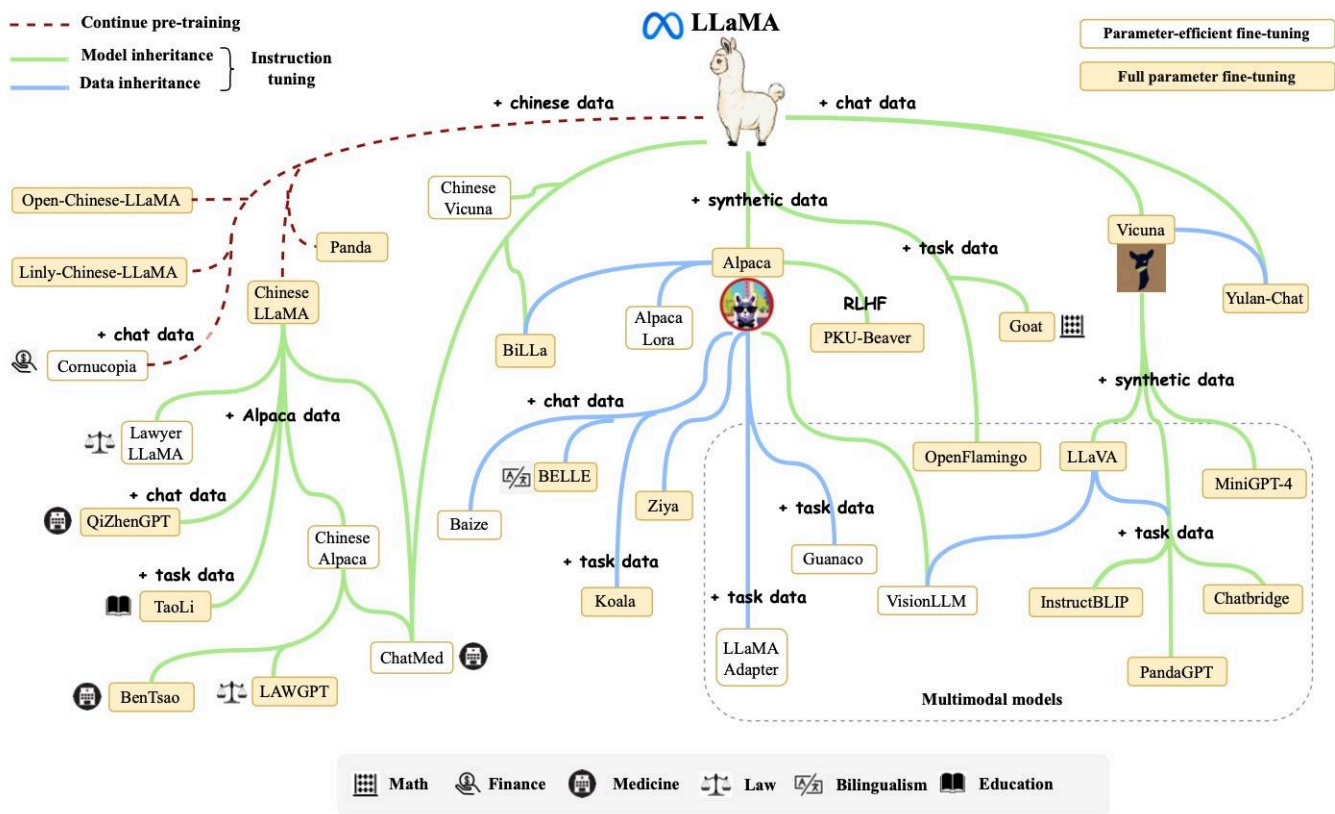 LLaMA
Continue pre-training
Model inheritance
Data inheritance
Instruction
tuning
Parameter-efficient fine-tuning
Full parameter fine-tuning
+ chinese data
+ chat data
Chinese
Vicuna
+ synthetic data
Open-Chinese-LLaMA
Panda
Linly-Chinese-LLaMA
Chinese
LLaMA
+ chat data
Cornucopia
BiLLa
Alpaca
Alpaca
Lora
RLHF
PKU-Beaver
+ task data
Goat
Vicuna
Yulan-Chat
+ synthetic data
+ Alpaca data
Lawyer
LLaMA
+ chat data
QiZhenGPT
Chinese
Alpaca
+ task data
TaoLi
ChatMed
BenTsao
LAWGPT
+ chat data
Baize
BELLE
Ziya
+ task data
Koala
OpenFlamingo
LLaVA
MiniGPT-4
+ task data
Guanaco
+ task data
LLaMA
Adapter
VisionLLM
+ task data
InstructBLIP
Chatbridge
PandaGPT
Multimodal models
Math
Finance
Medicine
Law
Bilingualism
Education